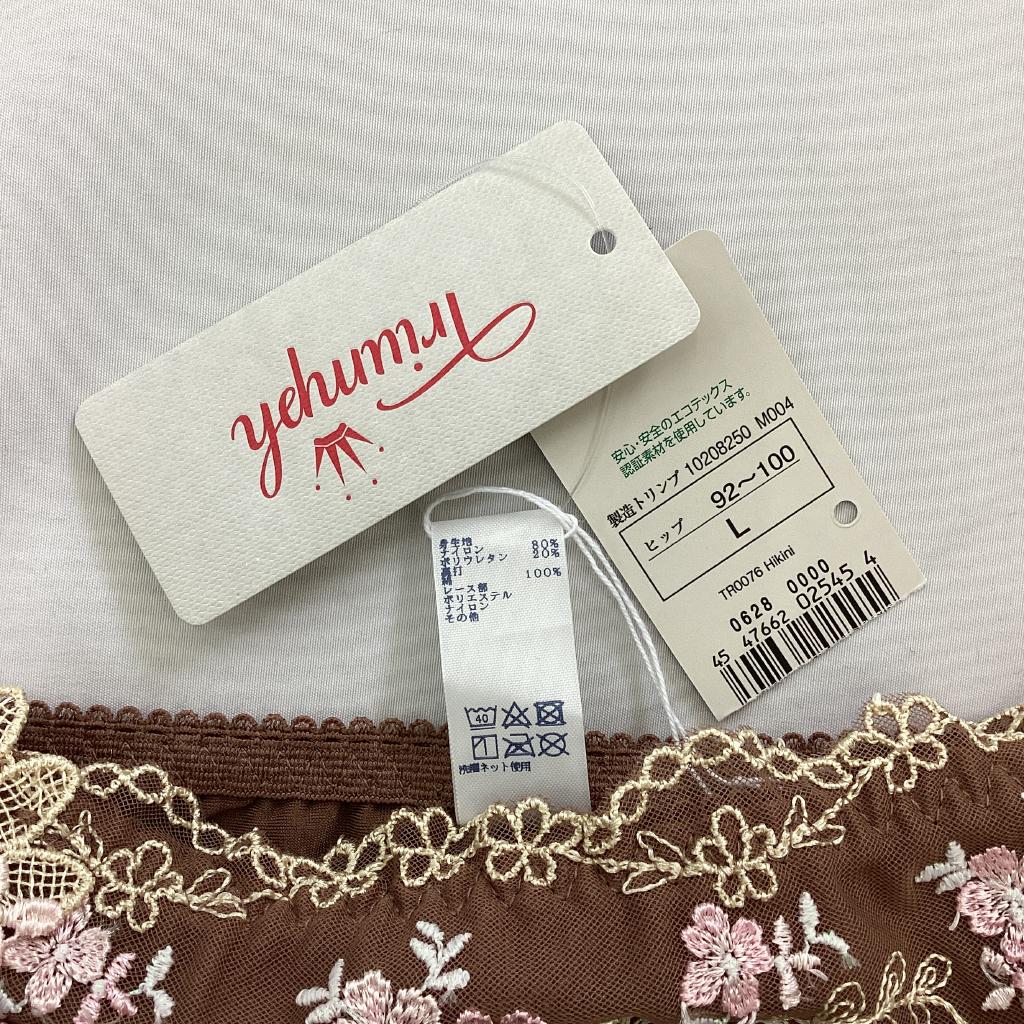 Triumph
安心・安全のエコテックス
認証素材を使用しています。
製造トリンプ 10208250 M004
ヒップ 92〜100
L
TR0076 Hikini
0628 0000
45 47662 02545 4
身生地
ナイロン 80%
ポリウレタン 20%
裏打
綿 100%
レース部
ポリエステル
ナイロン
その他
40
1
洗濯ネット使用